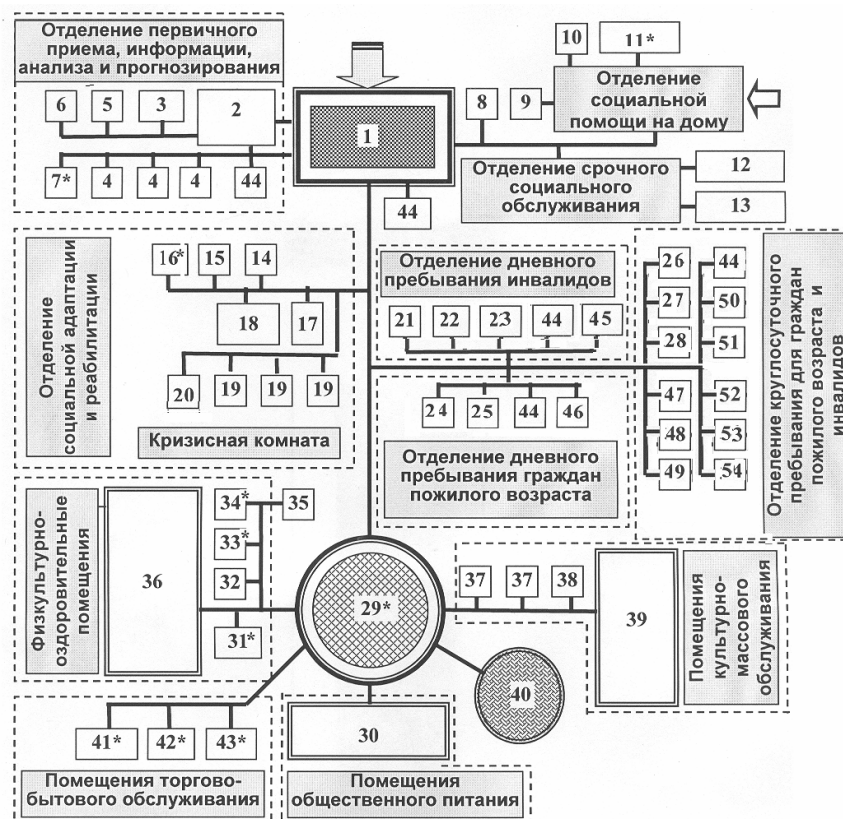 Отделение первичного
приема, информации,
анализа и прогнозирования
6
5
3
2
7*
4
4
4
44
1
44
8
9
10
11*
Отделение
социальной
помощи на дому
Отделение срочного
социального
обслуживания
12
13
Отделение
социальной адаптации
и реабилитации
16*
15
14
18
17
20
19
19
19
Кризисная комната
Отделение дневного
пребывания инвалидов
21
22
23
44
45
24
25
44
46
Отделение дневного
пребывания граждан
пожилого возраста
26
44
27
50
28
51
47
52
48
53
49
54
Отделение круглосуточного
пребывания для граждан
пожилого возраста и
инвалидов
Физкультурно-
оздоровительные
помещения
36
34*
35
33*
32
31*
29*
37
37
38
39
Помещения
культурно-
массового
обслуживания
40
41*
42*
43*
Помещения торгово-
бытового обслуживания
30
Помещения
общественного питания